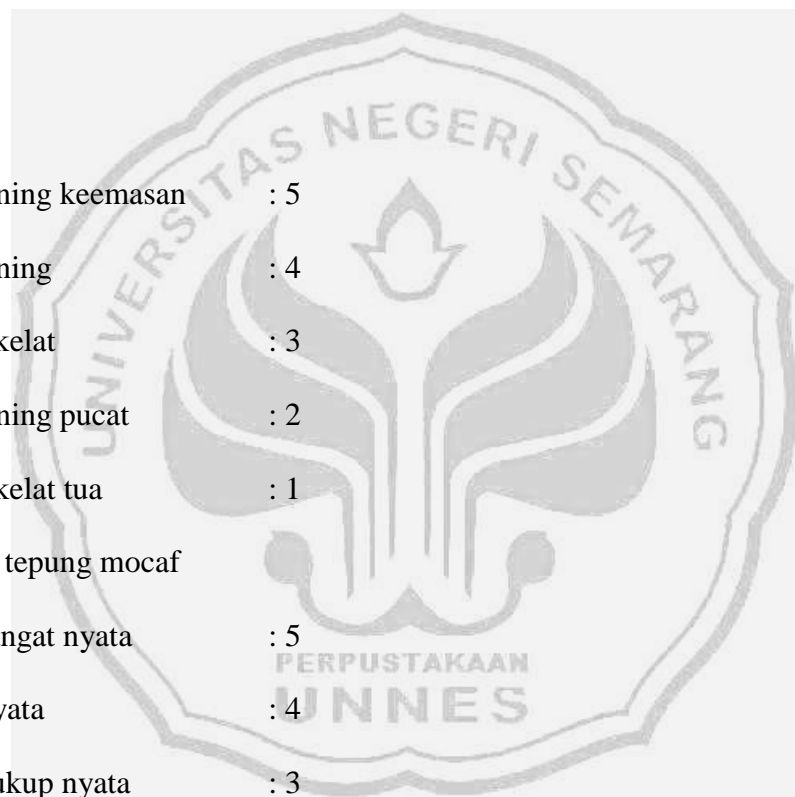 UNIVERSITAS NEGERI SEMARANG
ning keemasan : 5
ning : 4
kelat : 3
ning pucat : 2
kelat tua : 1
tepung mocaf
ngat nyata : 5
PERPUSTAKAAN
yata : 4
UNNES
ukup nyata : 3